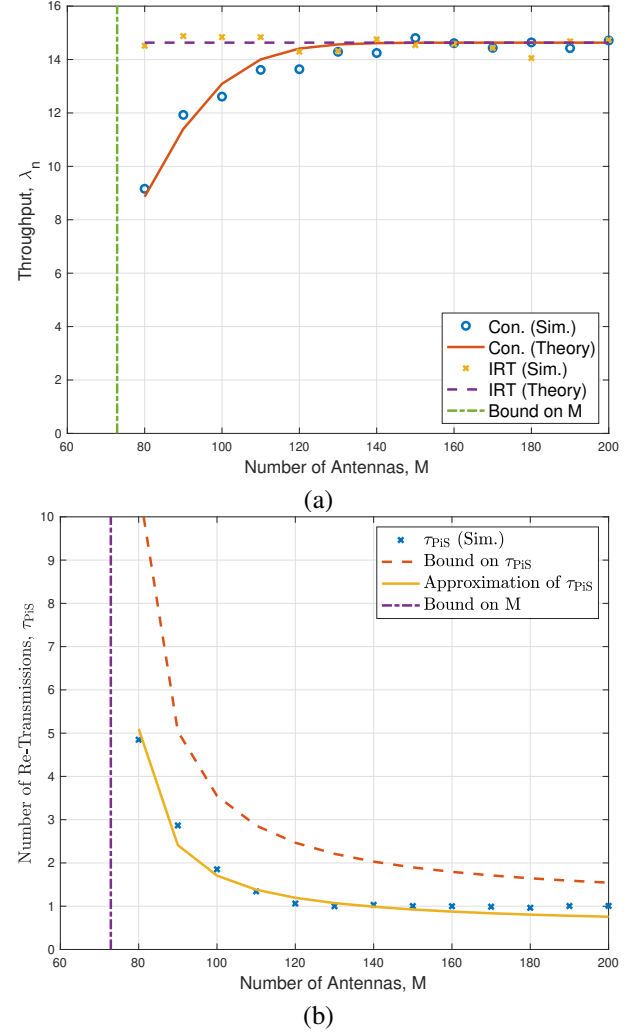 16
14
12
10
8
6
4
2
0
Throughput, λn
Con. (Sim.)
Con. (Theory)
IRT (Sim.)
IRT (Theory)
Bound on M
60 80 100 120 140 160 180 200
Number of Antennas, M
(a)
10
9
8
7
6
5
4
3
2
1
0
Number of Re-Transmissions, τPiS
τPiS (Sim.)
Bound on τPiS
Approximation of τPiS
Bound on M
60 80 100 120 140 160 180 200
Number of Antennas, M
(b)